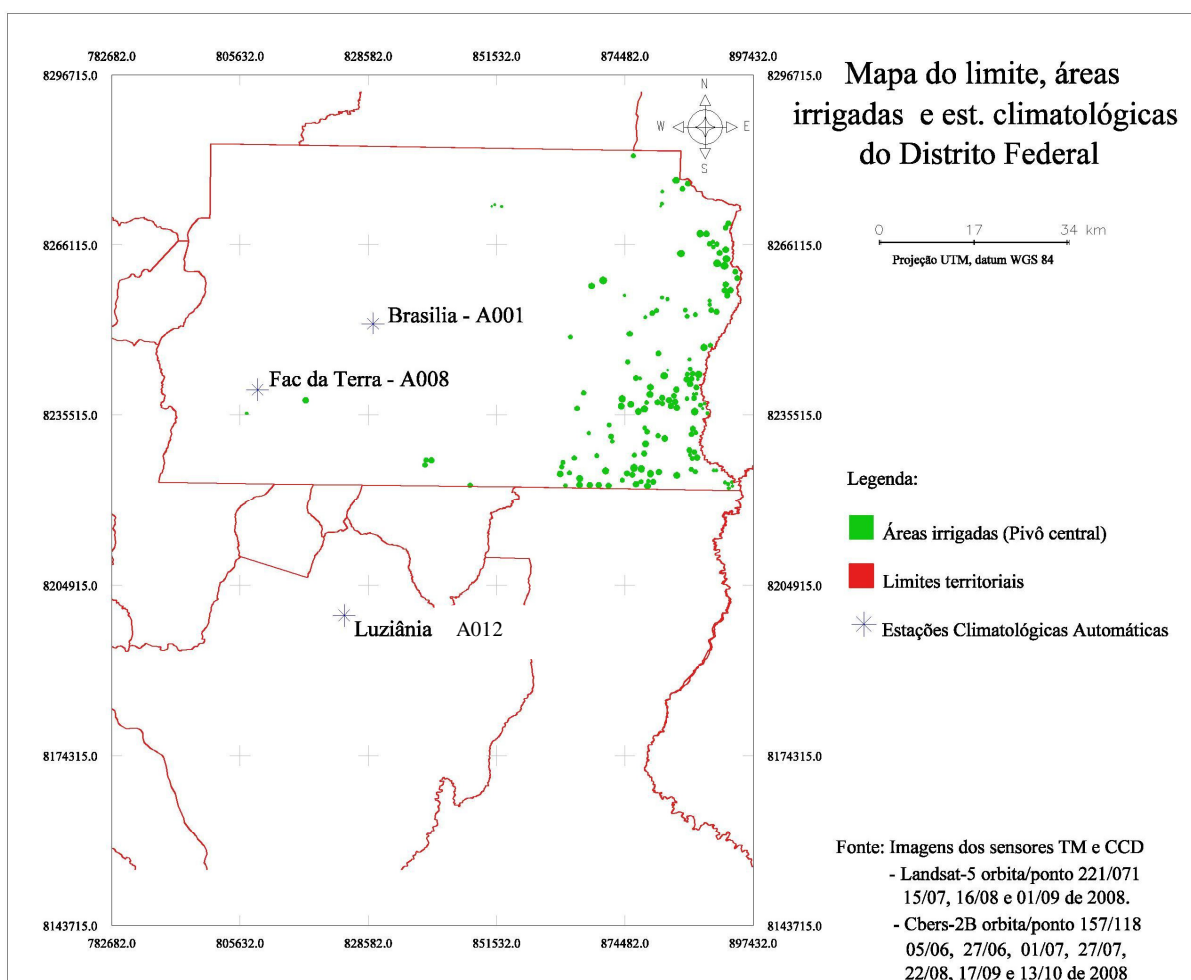 782682.0 805632.0 828582.0 851532.0 874482.0 897432.0
8296715.0 8296715.0
Mapa do limite, áreas
irrigadas e est. climatológicas
do Distrito Federal
N
W E
S
8266115.0 8266115.0
0 17 34 km
Projeção UTM, datum WGS 84
Brasilia - A001
Fac da Terra - A008
8235515.0 8235515.0
Legenda:
Áreas irrigadas (Pivô central)
8204915.0 8204915.0
Limites territoriais
Luziânia A012
Estações Climatológicas Automáticas
8174315.0 8174315.0
Fonte: Imagens dos sensores TM e CCD
- Landsat-5 orbita/ponto 221/071
15/07, 16/08 e 01/09 de 2008.
- Cbers-2B orbita/ponto 157/118
05/06, 27/06, 01/07, 27/07,
22/08, 17/09 e 13/10 de 2008
8143715.0 8143715.0
782682.0 805632.0 828582.0 851532.0 874482.0 897432.0